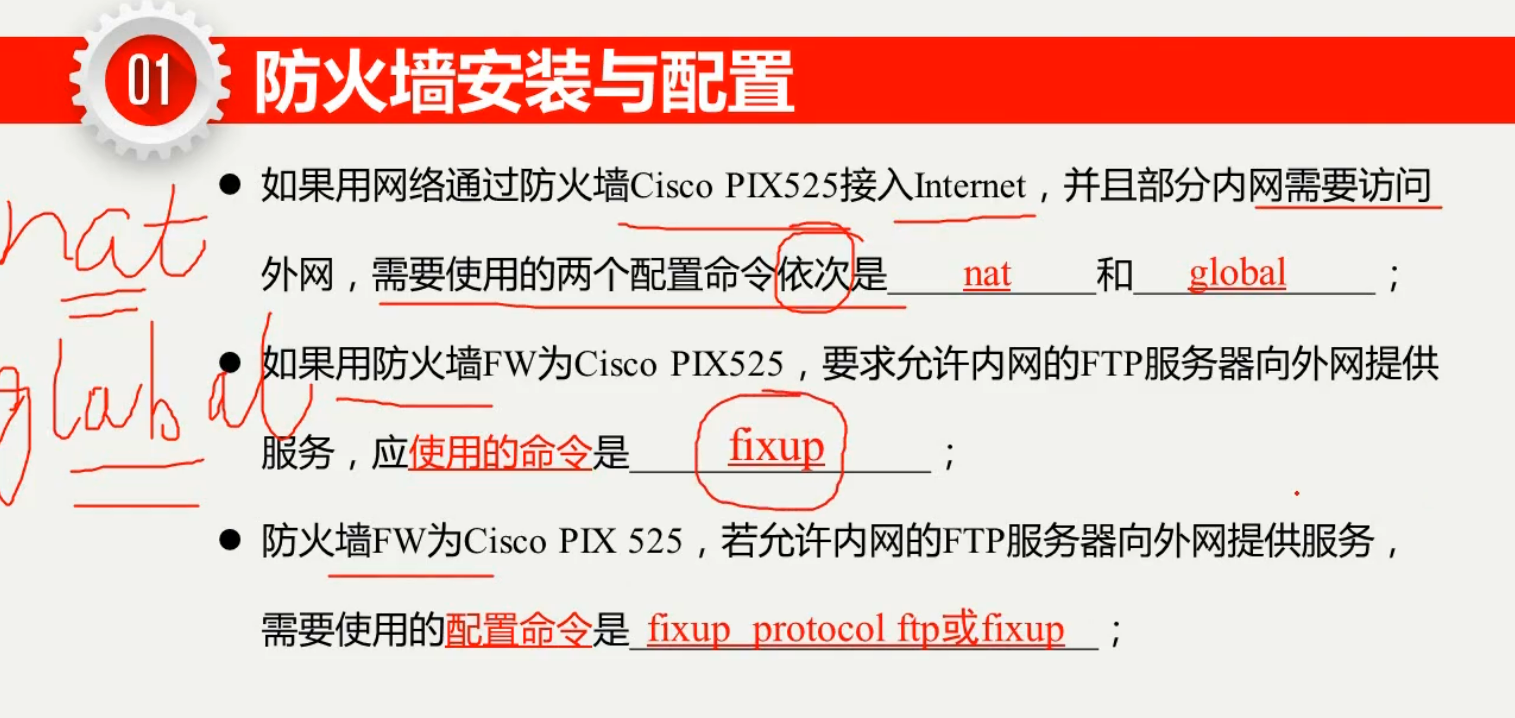 01 防火墙安装与配置
● 如果用网络通过防火墙Cisco PIX525接入Internet，并且部分内网需要访问
外网，需要使用的两个配置命令依次是 nat 和 global ；
● 如果用防火墙FW为Cisco PIX525，要求允许内网的FTP服务器向外网提供
服务，应使用的命令是 fixup ；
● 防火墙FW为Cisco PIX 525，若允许内网的FTP服务器向外网提供服务，
需要使用的配置命令是 fixup protocol ftp或fixup ；
nat
glabal